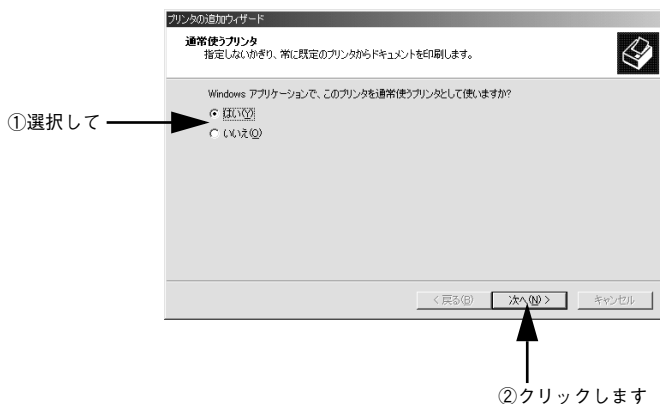 プリンタの追加ウィザード
通常使うプリンタ
指定しないかぎり、常に既定のプリンタからドキュメントを印刷します。
Windows アプリケーションで、このプリンタを通常使うプリンタとして使いますか?
はい(Y)
①選択して
いいえ(O)
< 戻る(B)
次へ(N) >
キャンセル
②クリックします